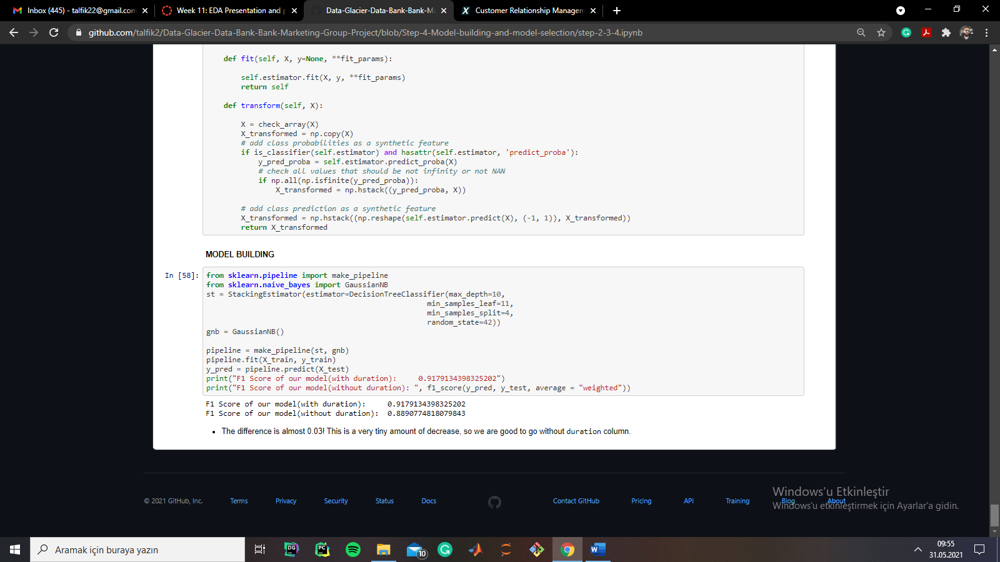 Inbox (445) - talfik22@gmail.com
Week 11: EDA Presentation and p
Data-Glacier-Data-Bank-Bank-Ma
Customer Relationship Managem
github.com/talfik2/Data-Glacier-Data-Bank-Bank-Marketing-Group-Project/blob/Step-4-Model-building-and-model-selection/step-2-3-4.ipynb
def fit(self, X, y=None, **fit_params):
self.estimator.fit(X, y, **fit_params)
return self
def transform(self, X):
X = check_array(X)
X_transformed = np.copy(X)
# add class probabilities as a synthetic feature
if is_classifier(self.estimator) and hasattr(self.estimator, 'predict_proba'):
y_pred_proba = self.estimator.predict_proba(X)
# check all values that should be not infinity or not NAN
if np.all(np.isfinite(y_pred_proba)):
X_transformed = np.hstack((y_pred_proba, X))
# add class prediction as a synthetic feature
X_transformed = np.hstack((np.reshape(self.estimator.predict(X), (-1, 1)), X_transformed))
return X_transformed
MODEL BUILDING
In [58]: from sklearn.pipeline import make_pipeline
from sklearn.naive_bayes import GaussianNB
st = StackingEstimator(estimator=DecisionTreeClassifier(max_depth=10,
min_samples_leaf=11,
min_samples_split=4,
random_state=42))
gnb = GaussianNB()
pipeline = make_pipeline(st, gnb)
pipeline.fit(X_train, y_train)
y_pred = pipeline.predict(X_test)
print("F1 Score of our model(with duration):     0.9179134398325202")
print("F1 Score of our model(without duration): ", f1_score(y_pred, y_test, average = "weighted"))
F1 Score of our model(with duration):     0.9179134398325202
F1 Score of our model(without duration):  0.8890774818079843
• The difference is almost 0.03! This is a very tiny amount of decrease, so we are good to go without duration column.
Windows'u Etkinleştir
© 2021 GitHub, Inc. Terms Privacy Security Status Docs Contact GitHub Pricing API Training Blog About
Windows'u etkinleştirmek için Ayarlar'a gidin.
Aramak için buraya yazın
DG
PC
10
W
09:55
31.05.2021